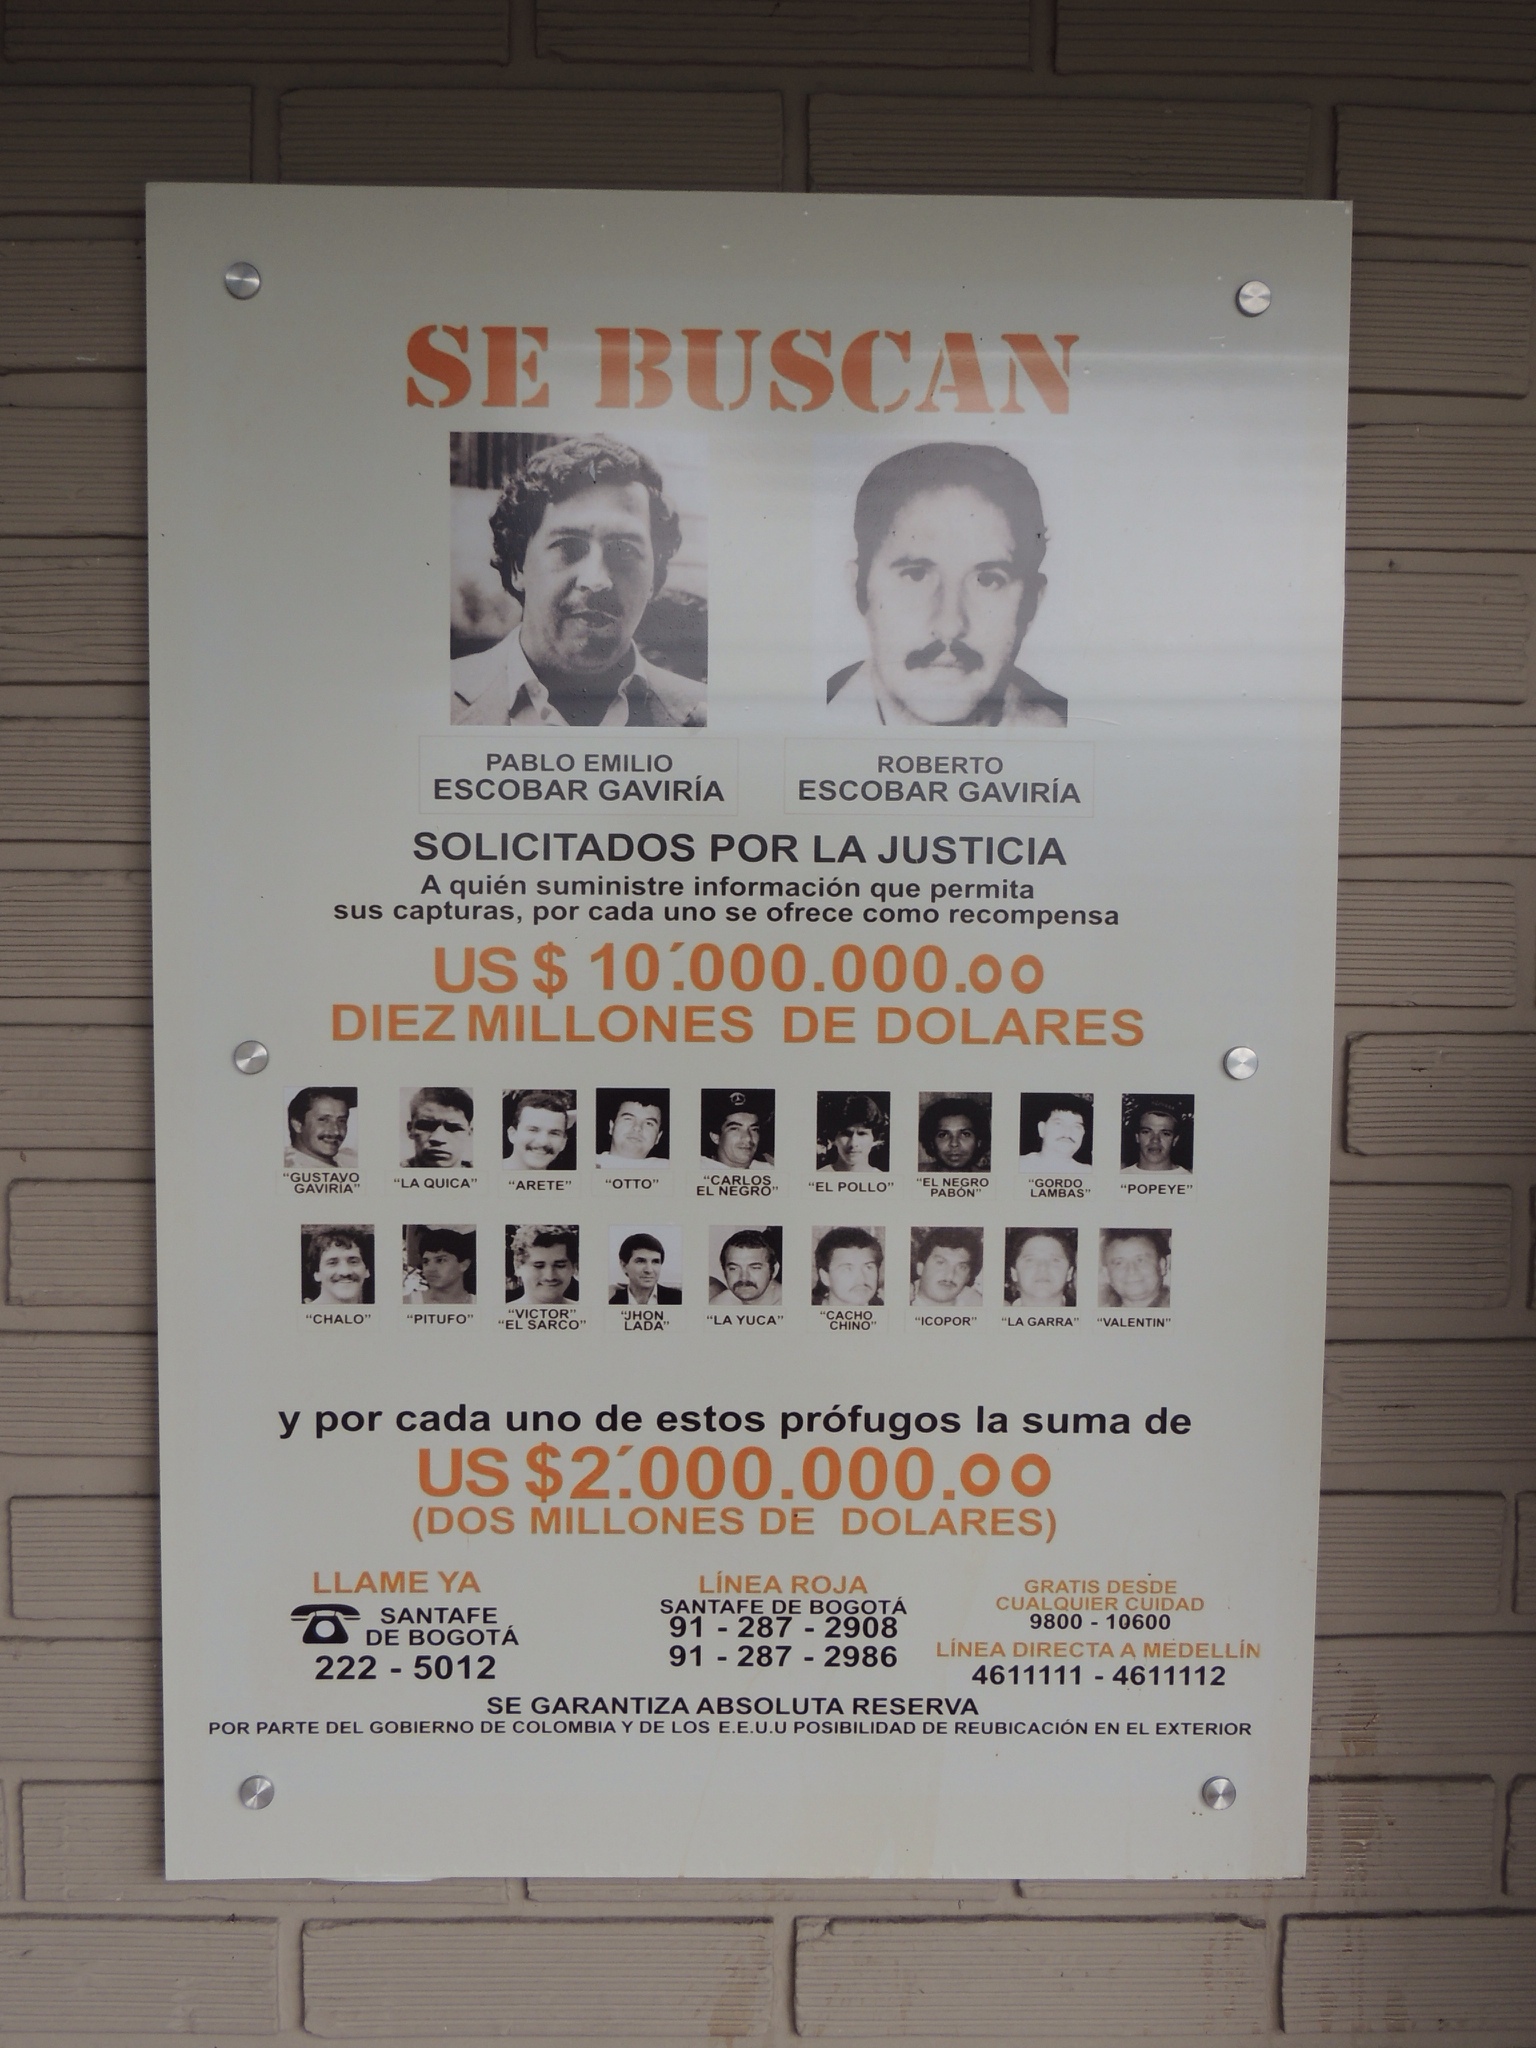 SE BUSCAN
PABLO EMILIO
ESCOBAR GAVIRÍA
ROBERTO
ESCOBAR GAVIRÍA
SOLICITADOS POR LA JUSTICIA
A quién suministre información que permita
sus capturas, por cada uno se ofrece como recompensa
US $ 10´.000.000.oo
DIEZ MILLONES DE DOLARES
"GUSTAVO
GAVIRIA"
"LA QUICA"
"ARETE"
"OTTO"
"CARLOS
EL NEGRO"
"EL POLLO"
"EL NEGRO
PABÓN"
"GORDO
LAMBAS"
"POPEYE"
"CHALO"
"PITUFO"
"VICTOR"
"EL SARCO"
"JHON
LADA"
"LA YUCA"
"CACHO
CHINO"
"ICOPOR"
"LA GARRA"
"VALENTIN"
y por cada uno de estos prófugos la suma de
US $2´.000.000.oo
(DOS MILLONES DE DOLARES)
LLAME YA
SANTAFE
DE BOGOTÁ
222 - 5012
LÍNEA ROJA
SANTAFE DE BOGOTÁ
91 - 287 - 2908
91 - 287 - 2986
GRATIS DESDE
CUALQUIER CUIDAD
9800 - 10600
LÍNEA DIRECTA A MEDELLÍN
4611111 - 4611112
SE GARANTIZA ABSOLUTA RESERVA
POR PARTE DEL GOBIERNO DE COLOMBIA Y DE LOS E.E.U.U POSIBILIDAD DE REUBICACIÓN EN EL EXTERIOR